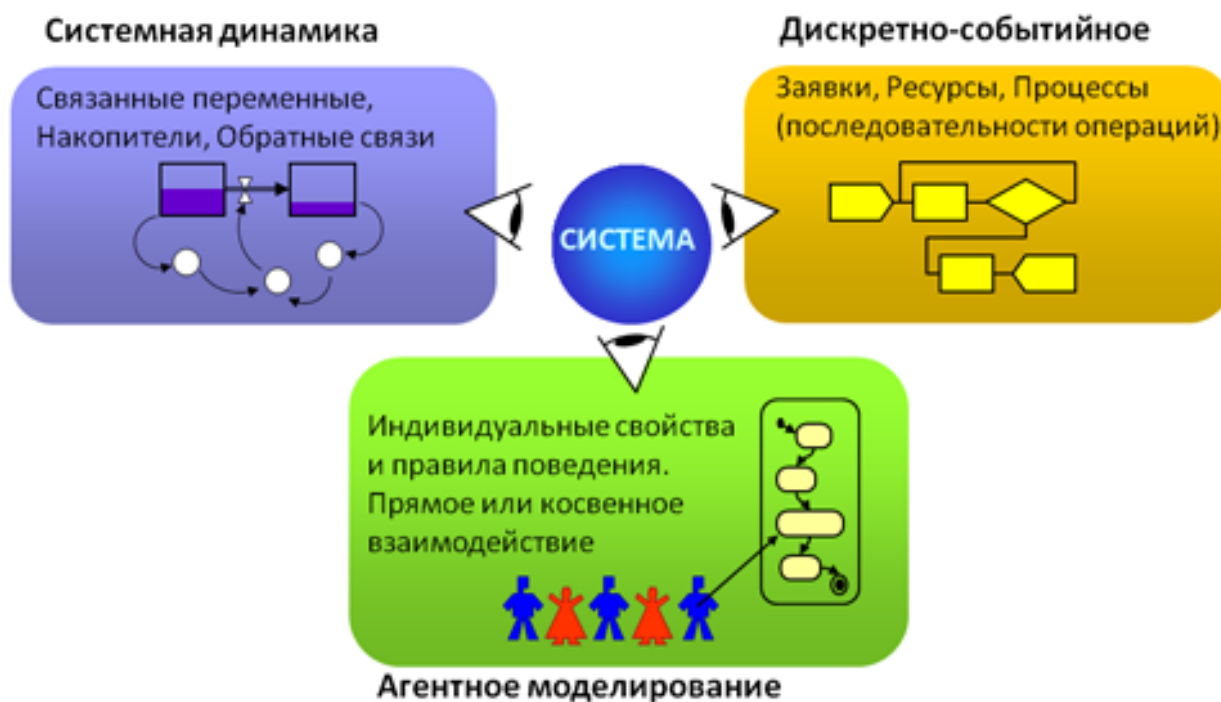 Системная динамика
Связанные переменные,
Накопители, Обратные связи
Дискретно-событийное
Заявки, Ресурсы, Процессы
(последовательности операций)
СИСТЕМА
Индивидуальные свойства
и правила поведения.
Прямое или косвенное
взаимодействие
Агентное моделирование